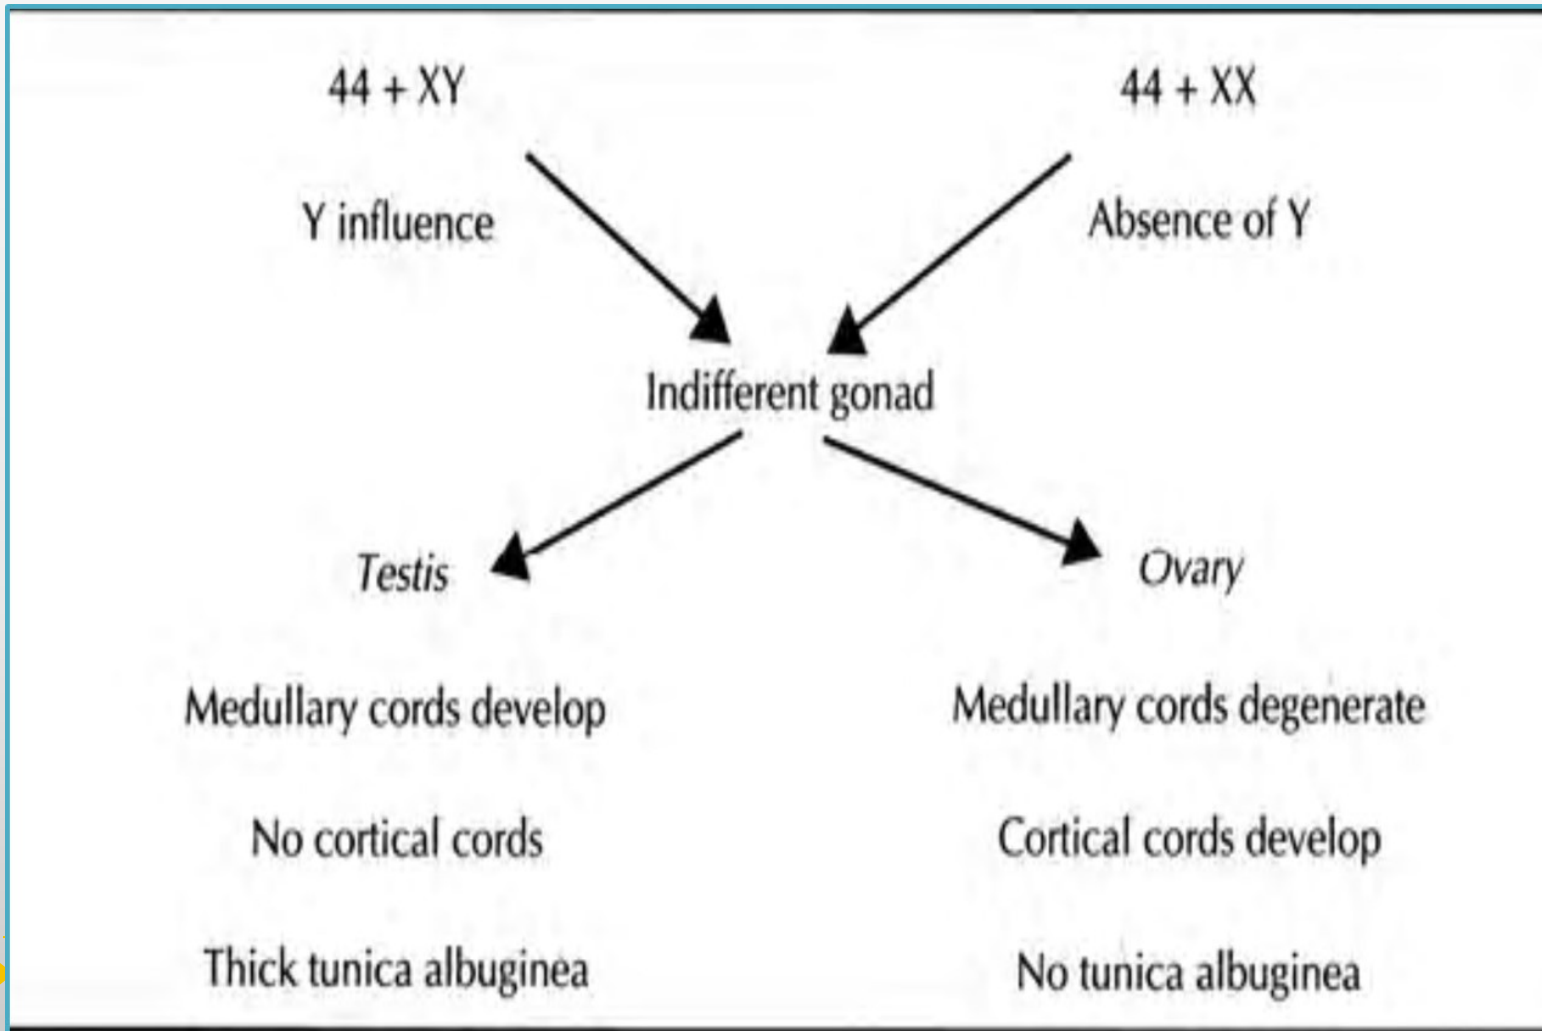 44 + XY
44 + XX
Y influence
Absence of Y
Indifferent gonad
Testis
Ovary
Medullary cords develop
Medullary cords degenerate
No cortical cords
Cortical cords develop
Thick tunica albuginea
No tunica albuginea